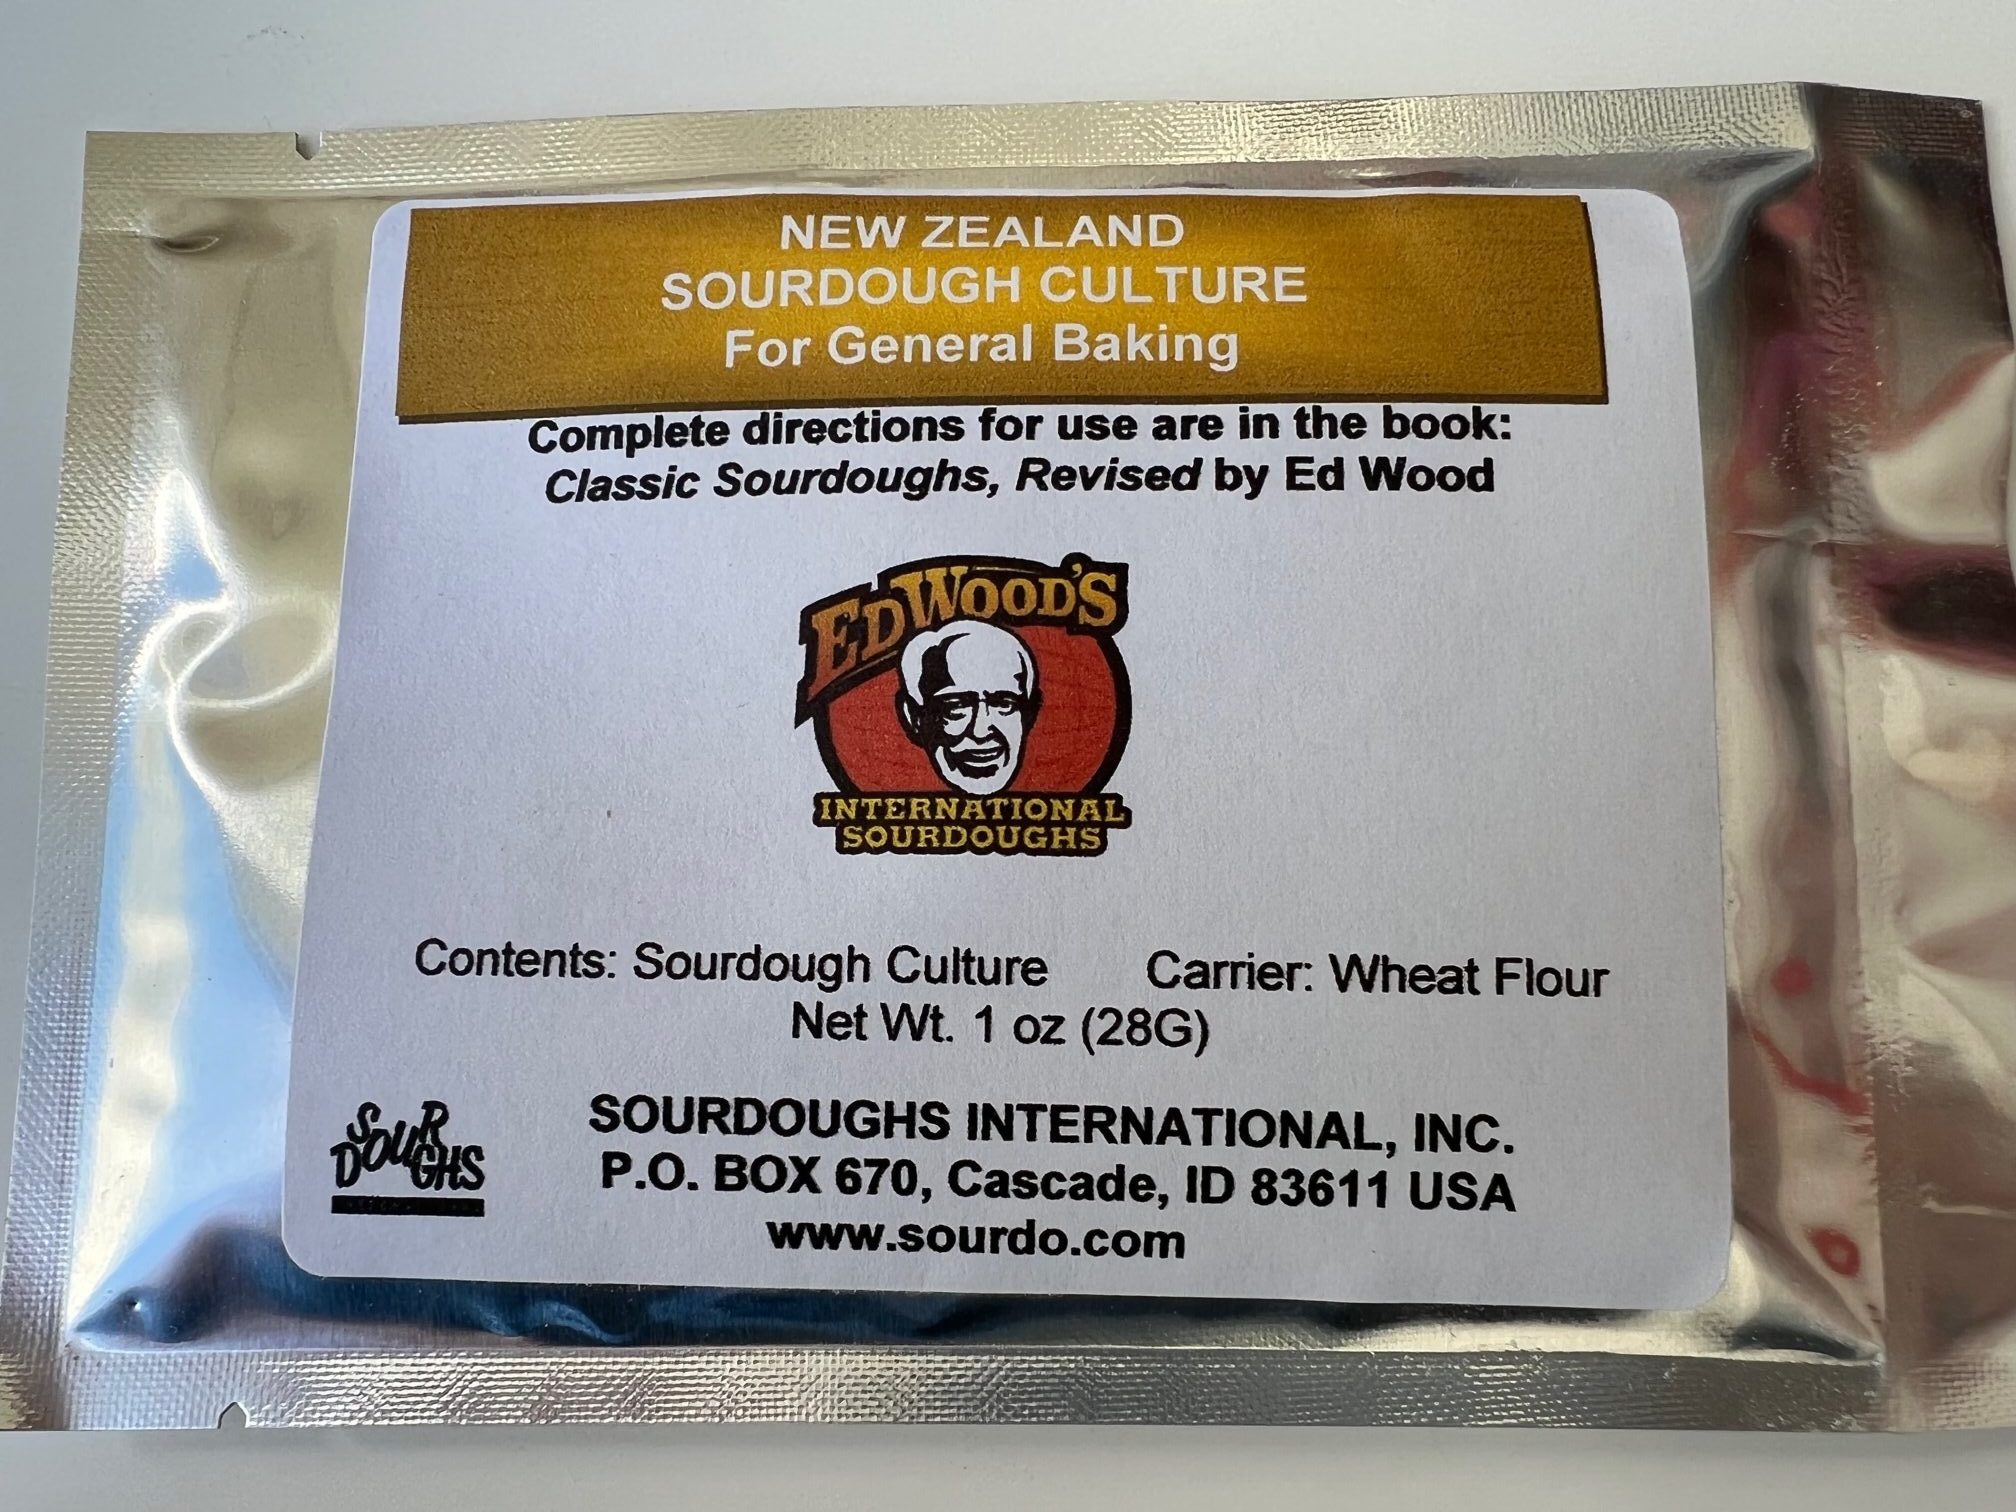 NEW ZEALAND
SOURDOUGH CULTURE
For General Baking
Complete directions for use are in the book:
Classic Sourdoughs, Revised by Ed Wood
ED WOOD'S
INTERNATIONAL
SOURDOUGHS
Contents: Sourdough Culture Carrier: Wheat Flour
Net Wt. 1 oz (28G)
SOURDOUGHS
SOURDOUGHS INTERNATIONAL, INC.
P.O. BOX 670, Cascade, ID 83611 USA
www.sourdo.com